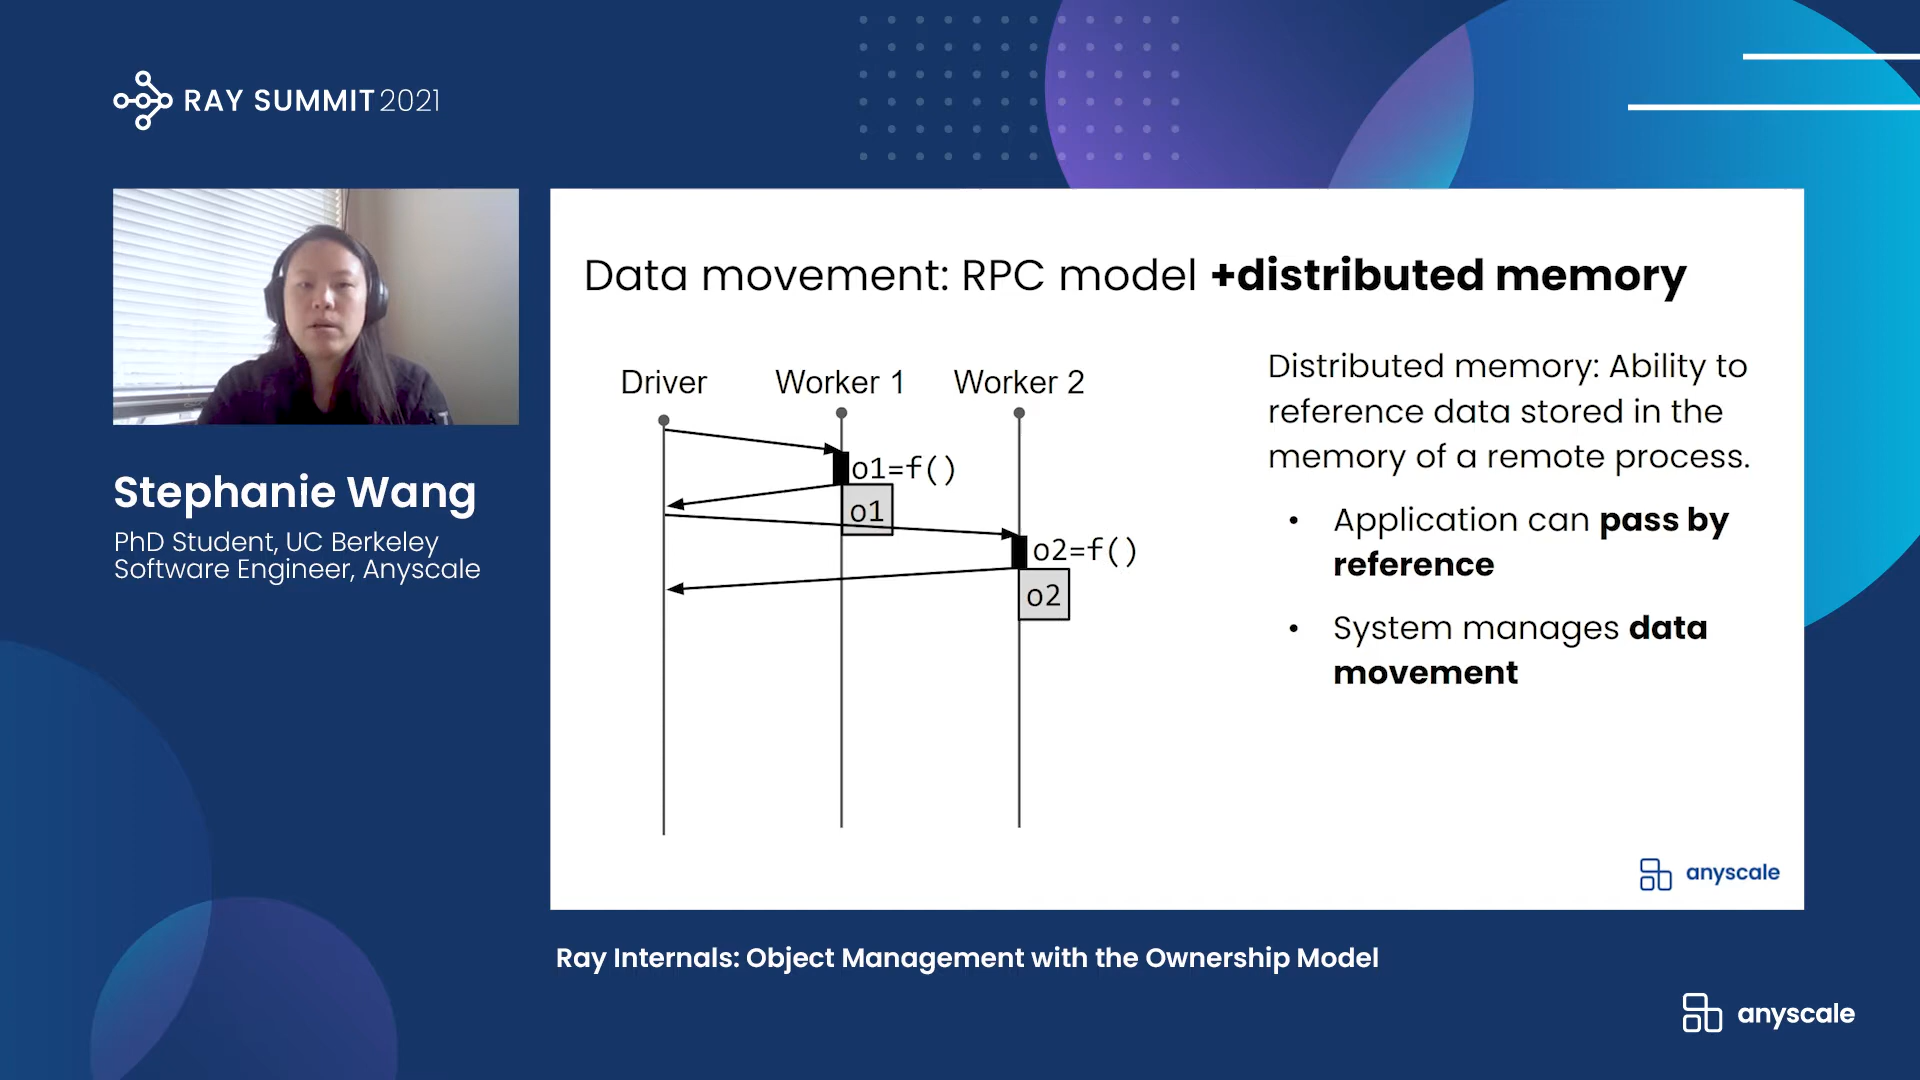 RAY SUMMIT 2021
Stephanie Wang
PhD Student, UC Berkeley
Software Engineer, Anyscale
Data movement: RPC model +distributed memory
Driver
Worker 1
Worker 2
o1=f()
o1
o2=f()
o2
Distributed memory: Ability to
reference data stored in the
memory of a remote process.
• Application can pass by
reference
• System manages data
movement
anyscale
Ray Internals: Object Management with the Ownership Model
anyscale